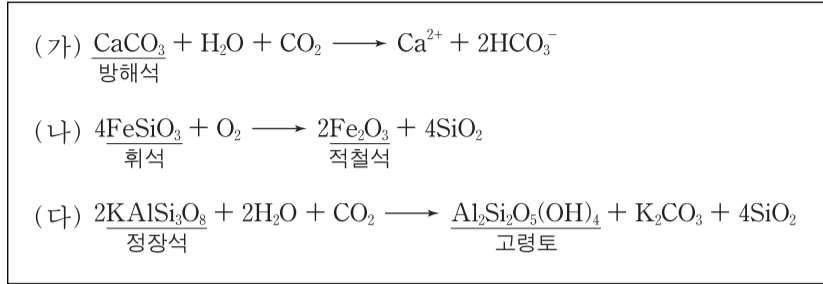 (가) CaCO₃ + H₂O + CO₂ ⟶ Ca²⁺ + 2HCO₃⁻
방해석
(나) 4FeSiO₃ + O₂ ⟶ 2Fe₂O₃ + 4SiO₂
휘석 적철석
(다) 2KAlSi₃O₈ + 2H₂O + CO₂ ⟶ Al₂Si₂O₅(OH)₄ + K₂CO₃ + 4SiO₂
정장석 고령토